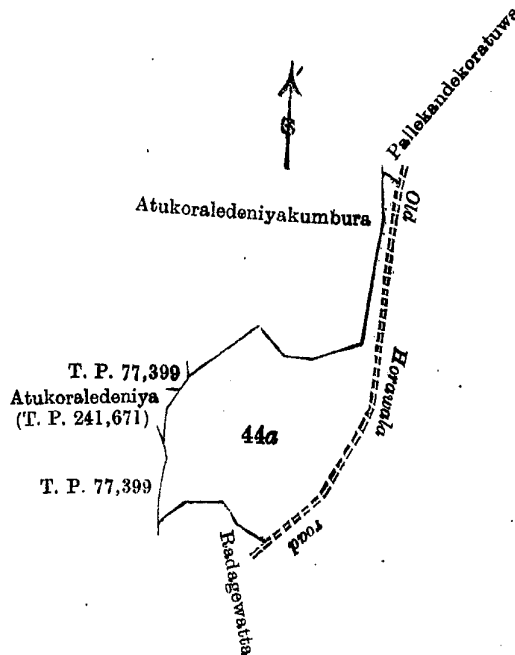 Pallekandekoratuwa
Atukoraledeniyakumbura
Old
Horawala
road
T. P. 77,399
Atukoraledeniya
(T. P. 241,671)
44a
T. P. 77,399
Radagewatta